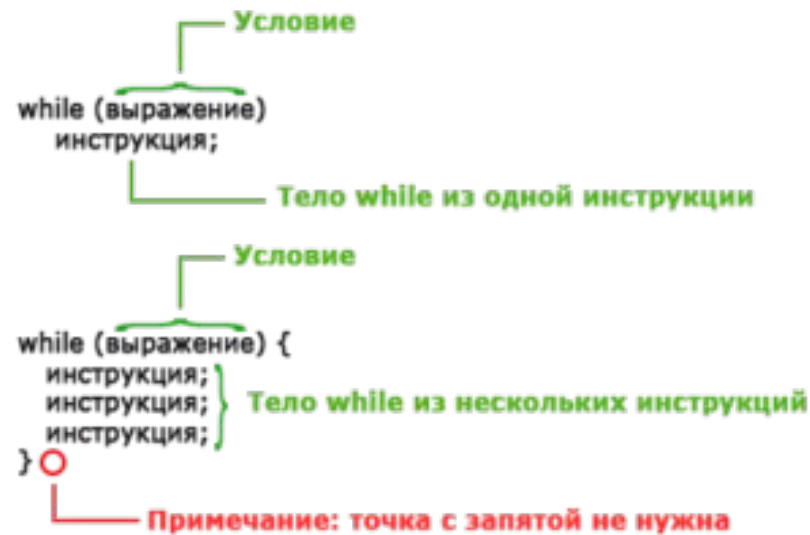 Условие
while (выражение)
инструкция;
Тело while из одной инструкции
Условие
while (выражение) {
инструкция;
инструкция;
Тело while из нескольких инструкций
инструкция;
}
Примечание: точка с запятой не нужна